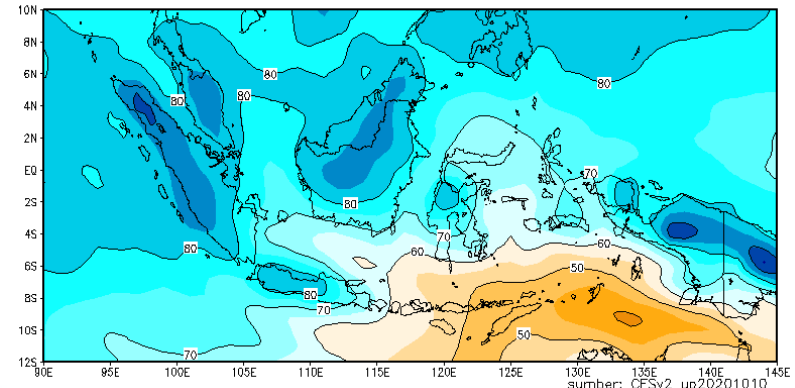 10N
8N
6N
4N
2N
EQ
2S
4S
6S
8S
10S
12S
80
80
80
80
80
70
80
70
60
60
80
50
80
70
50
70
90E
95E
100E
105E
110E
115E
120E
125E
130E
135E
140E
145E
sumber: CFSv2 up20201010